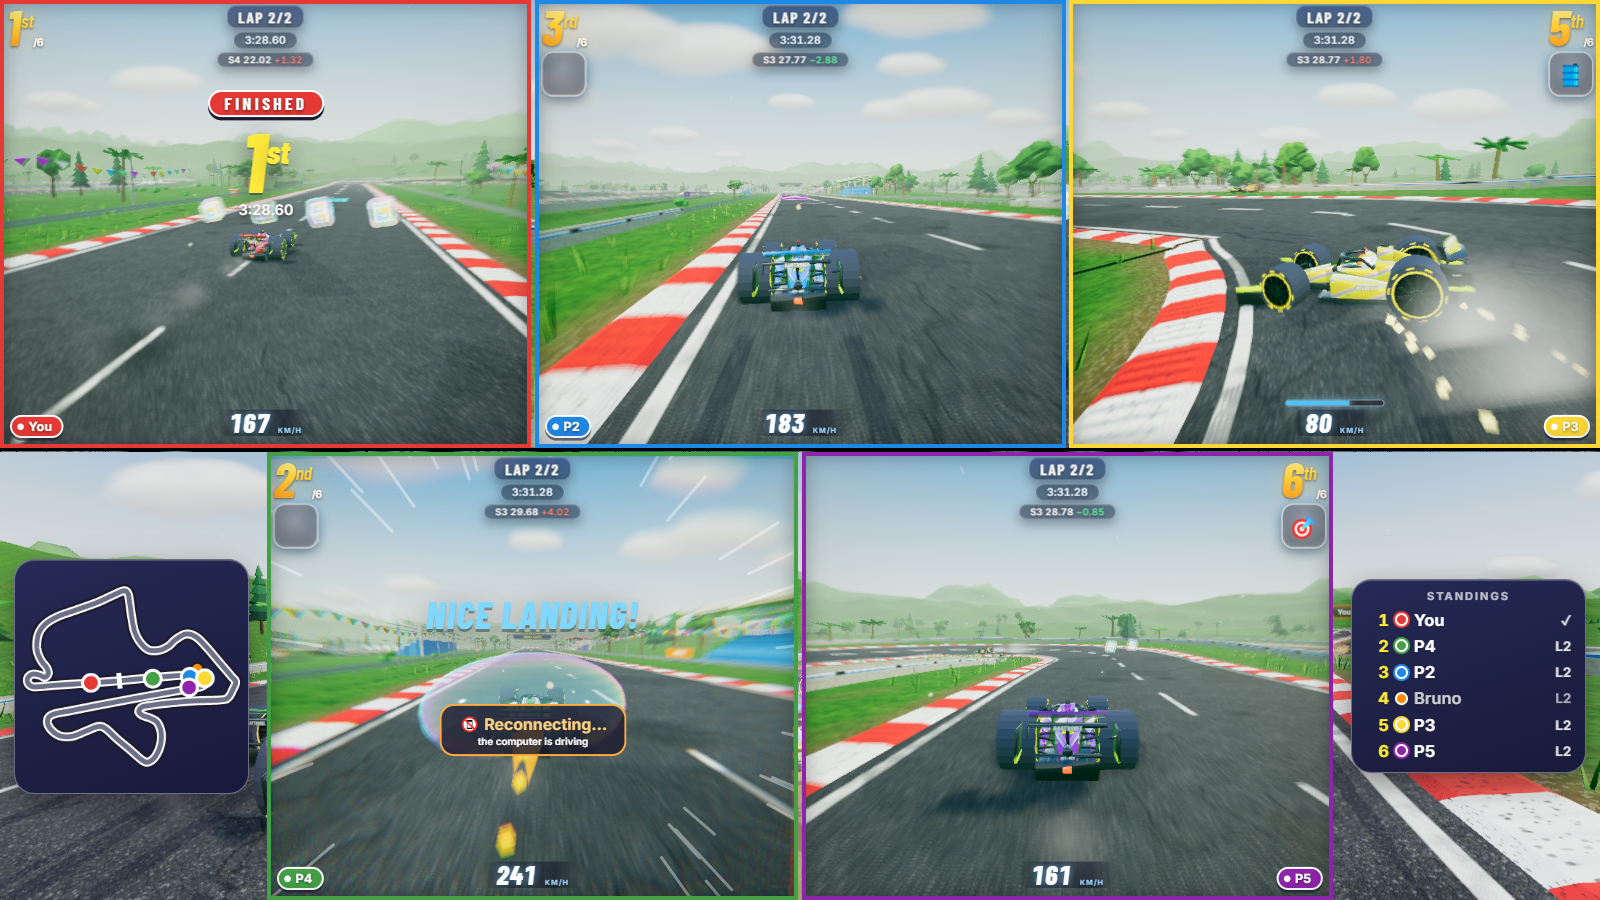 1st /6
LAP 2/2
3:28.60
S4 22.02 +1.32
FINISHED
1st
3:28.60
167 KM/H
You
3rd /6
LAP 2/2
3:31.28
S3 27.77 −2.88
183 KM/H
P2
5th /6
LAP 2/2
3:31.28
S3 28.77 +1.80
80 KM/H
P3
2nd /6
LAP 2/2
3:31.28
S3 29.68 +4.02
NICE LANDING!
Reconnecting...
the computer is driving
241 KM/H
P4
6th /6
LAP 2/2
3:31.28
S3 28.78 −0.85
161 KM/H
P5
STANDINGS
1 You ✓
2 P4 L2
3 P2 L2
4 Bruno L2
5 P3 L2
6 P5 L2
You